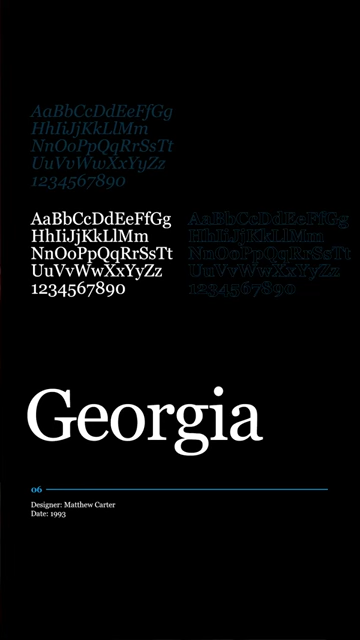 AaBbCcDdEeFfGg
HhIiJjKkLlMm
NnOoPpQqRrSsTt
UuVvWwXxYyZz
1234567890
AaBbCcDdEeFfGg
HhIiJjKkLlMm
NnOoPpQqRrSsTt
UuVvWwXxYyZz
1234567890
AaBbCcDdEeFfGg
HhIiJjKkLlMm
NnOoPpQqRrSsTt
UuVvWwXxYyZz
1234567890
Georgia
06
Designer: Matthew Carter
Date: 1993